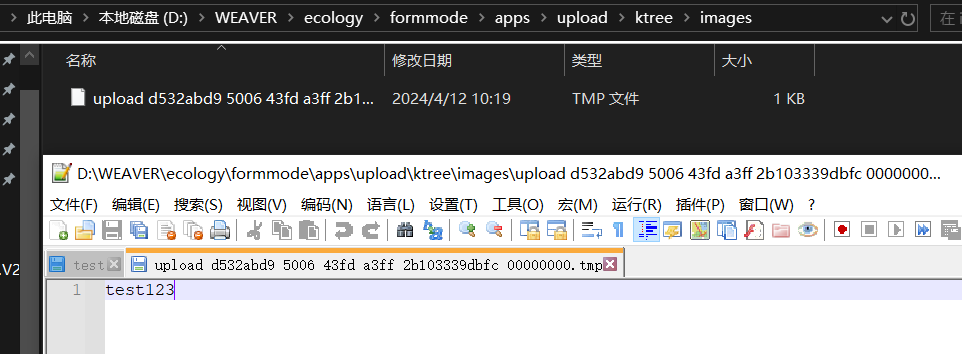 此电脑 > 本地磁盘 (D:) > WEAVER > ecology > formmode > apps > upload > ktree > images
在
名称 修改日期 类型 大小
upload d532abd9 5006 43fd a3ff 2b1... 2024/4/12 10:19 TMP 文件 1 KB
D:\WEAVER\ecology\formmode\apps\upload\ktree\images\upload d532abd9 5006 43fd a3ff 2b103339dbfc 0000000...
文件(F) 编辑(E) 搜索(S) 视图(V) 编码(N) 语言(L) 设置(T) 工具(O) 宏(M) 运行(R) 插件(P) 窗口(W) ?
test upload d532abd9 5006 43fd a3ff 2b103339dbfc 00000000.tmp
.V2
1 test123